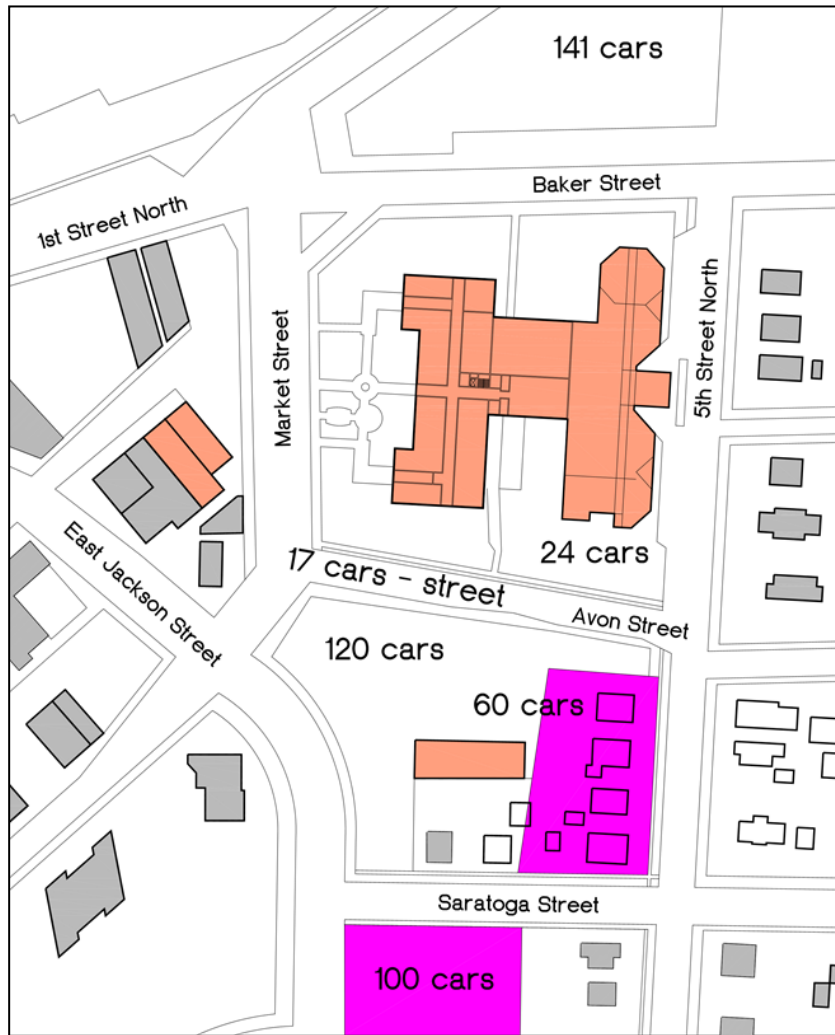 141 cars
Baker Street
1st Street North
Market Street
5th Street North
East Jackson Street
24 cars
17 cars - street
Avon Street
120 cars
60 cars
Saratoga Street
100 cars